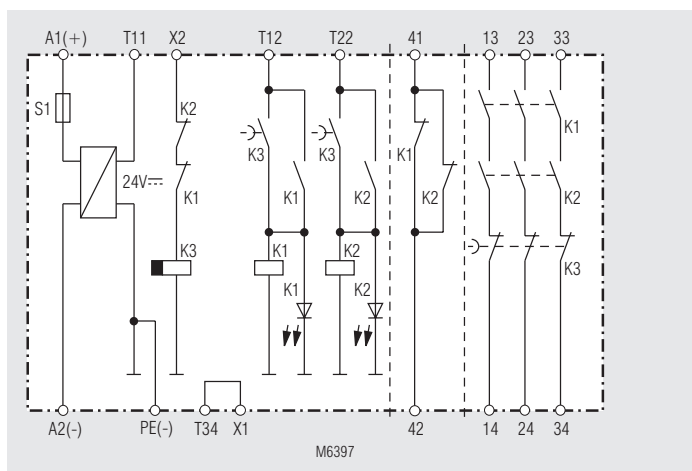 A1(+) T11 X2 T12 T22 41 13 23 33
S1 K2
K3 K3 K1 K1
24V⎓ K1 K1 K2 K2 K2
K3 K1 K2 K3
K1 K2
A2(-) PE(-) T34 X1 42 14 24 34
M6397